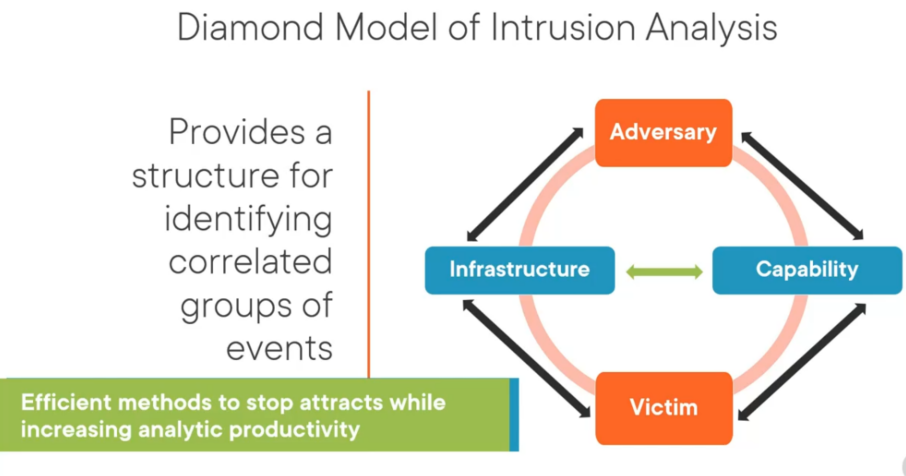 Diamond Model of Intrusion Analysis
Provides a
structure for
identifying
correlated
groups of
events
Efficient methods to stop attracts while
increasing analytic productivity
Adversary
Infrastructure
Capability
Victim